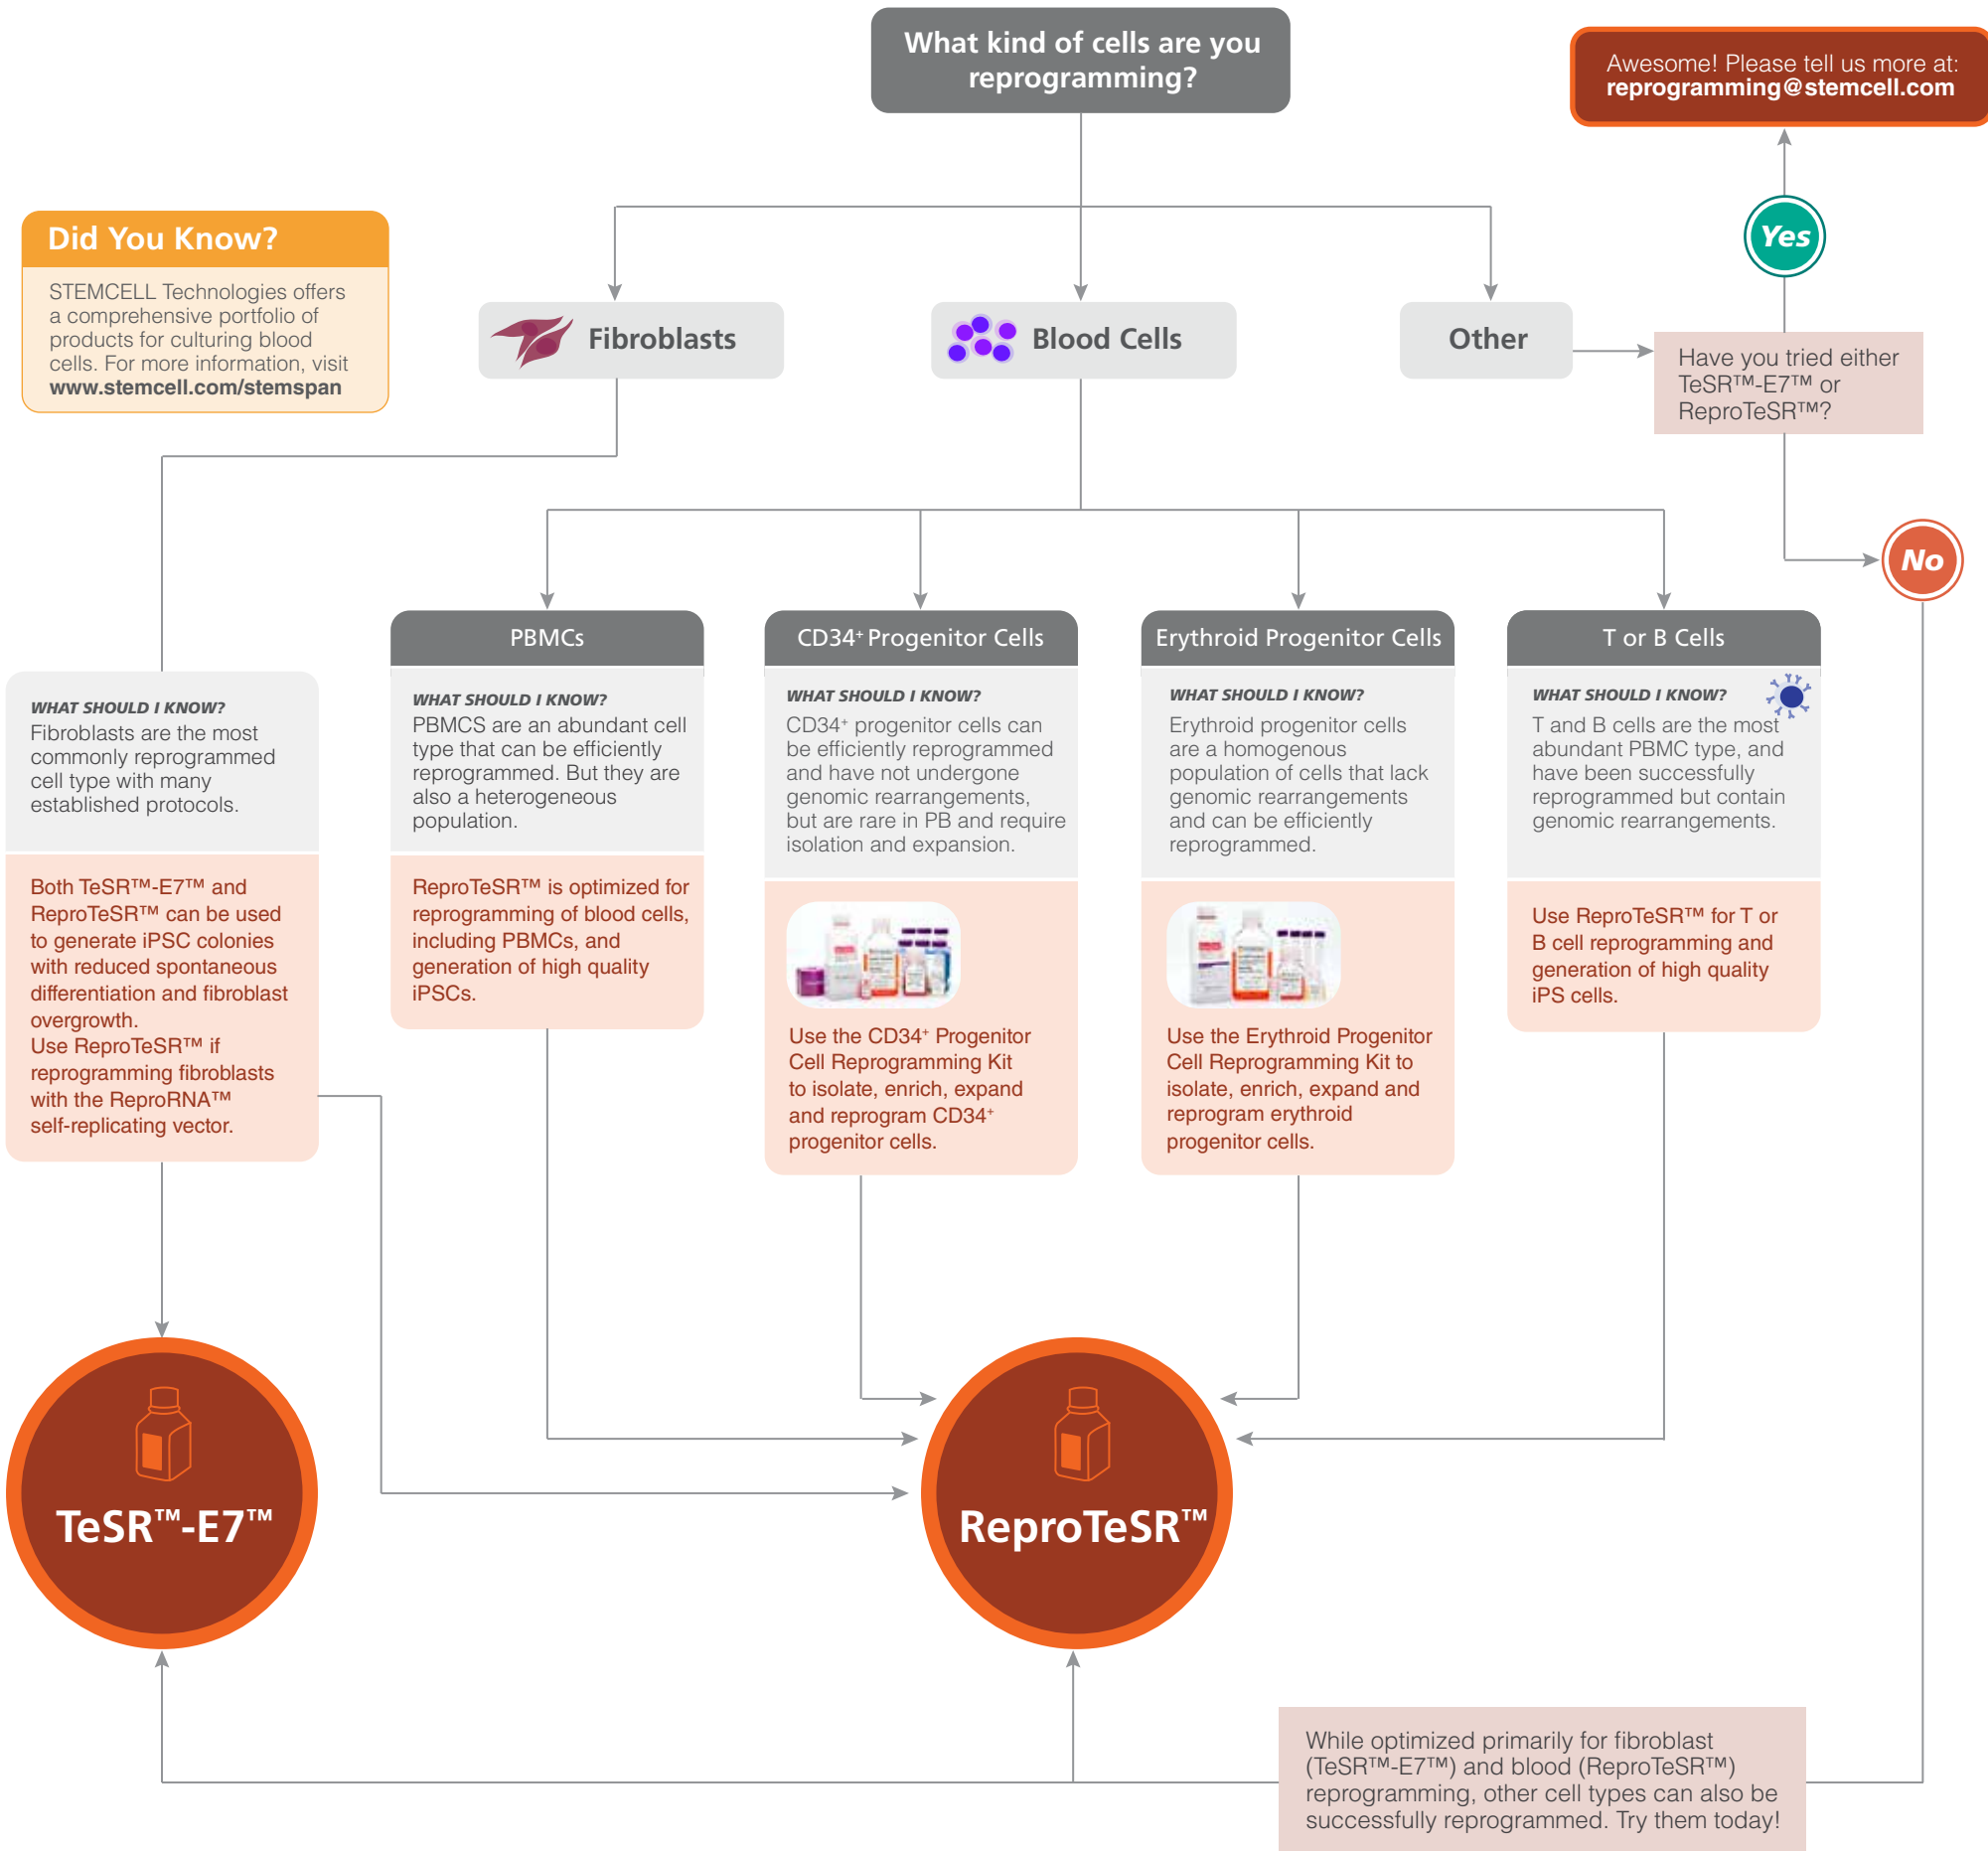 What kind of cells are you
reprogramming?
Awesome! Please tell us more at:
reprogramming@stemcell.com
Yes
Did You Know?
STEMCELL Technologies offers
a comprehensive portfolio of
products for culturing blood
cells. For more information, visit
www.stemcell.com/stemspan
Fibroblasts
Blood Cells
Other
Have you tried either
TeSR™-E7™ or
ReproTeSR™?
No
WHAT SHOULD I KNOW?
Fibroblasts are the most
commonly reprogrammed
cell type with many
established protocols.
Both TeSR™-E7™ and
ReproTeSR™ can be used
to generate iPSC colonies
with reduced spontaneous
differentiation and fibroblast
overgrowth.
Use ReproTeSR™ if
reprogramming fibroblasts
with the ReproRNA™
self-replicating vector.
PBMCs
WHAT SHOULD I KNOW?
PBMCS are an abundant cell
type that can be efficiently
reprogrammed. But they are
also a heterogeneous
population.
ReproTeSR™ is optimized for
reprogramming of blood cells,
including PBMCs, and
generation of high quality
iPSCs.
CD34⁺ Progenitor Cells
WHAT SHOULD I KNOW?
CD34⁺ progenitor cells can
be efficiently reprogrammed
and have not undergone
genomic rearrangements,
but are rare in PB and require
isolation and expansion.
Use the CD34⁺ Progenitor
Cell Reprogramming Kit
to isolate, enrich, expand
and reprogram CD34⁺
progenitor cells.
Erythroid Progenitor Cells
WHAT SHOULD I KNOW?
Erythroid progenitor cells
are a homogenous
population of cells that lack
genomic rearrangements
and can be efficiently
reprogrammed.
Use the Erythroid Progenitor
Cell Reprogramming Kit to
isolate, enrich, expand and
reprogram erythroid
progenitor cells.
T or B Cells
WHAT SHOULD I KNOW?
T and B cells are the most
abundant PBMC type, and
have been successfully
reprogrammed but contain
genomic rearrangements.
Use ReproTeSR™ for T or
B cell reprogramming and
generation of high quality
iPS cells.
TeSR™-E7™
ReproTeSR™
While optimized primarily for fibroblast
(TeSR™-E7™) and blood (ReproTeSR™)
reprogramming, other cell types can also be
successfully reprogrammed. Try them today!